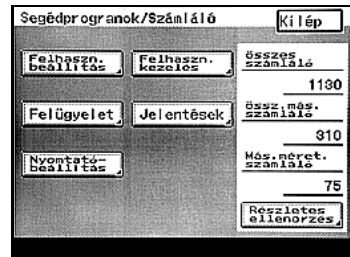 Segédprogramok/Számláló
Kilép
Felhaszn.
beállítás
Felhaszn.
kezelés
összes
számláló
1130
Felügyelet
Jelentések
össz.más.
számláló
310
Nyomtató-
beállítás
Más.méret.
számláló
75
Részletes
ellenőrzés